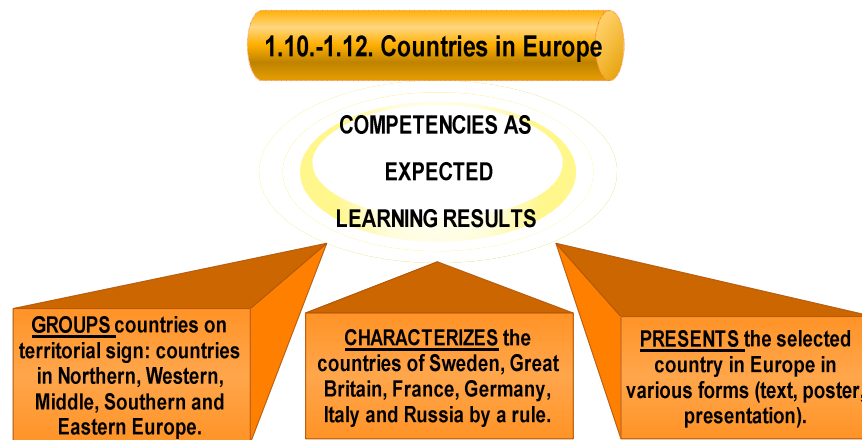 1.10.-1.12. Countries in Europe
COMPETENCIES AS
EXPECTED
LEARNING RESULTS
GROUPS countries on
territorial sign: countries
in Northern, Western,
Middle, Southern and
Eastern Europe.
CHARACTERIZES the
countries of Sweden, Great
Britain, France, Germany,
Italy and Russia by a rule.
PRESENTS the selected
country in Europe in
various forms (text, poster,
presentation).